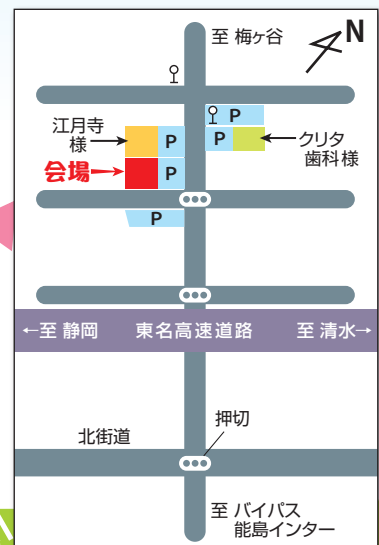 至 梅ヶ谷
N
江月寺
様
P
P
P
クリタ
歯科様
会場
P
P
←至 静岡
東名高速道路
至 清水→
押切
北街道
至 バイパス
能島インター